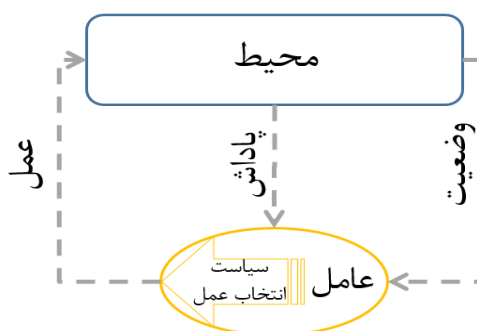 محیط
وضعیت
پاداش
عمل
عامل
سیاست
انتخاب عمل